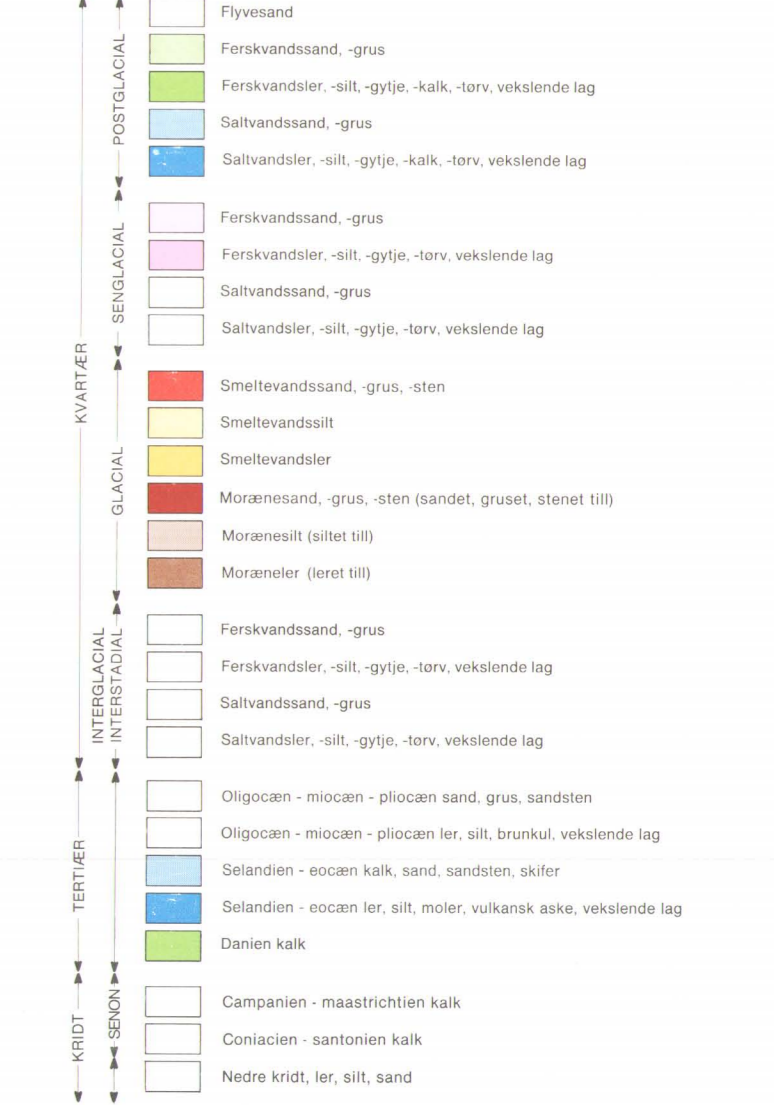 Flyvesand
Ferskvandssand, -grus
Ferskvandsler, -silt, -gytje, -kalk, -tørv, vekslende lag
Saltvandssand, -grus
Saltvandsler, -silt, -gytje, -kalk, -tørv, vekslende lag
POSTGLACIAL
Ferskvandssand, -grus
Ferskvandsler, -silt, -gytje, -tørv, vekslende lag
Saltvandssand, -grus
Saltvandsler, -silt, -gytje, -tørv, vekslende lag
SENGLACIAL
KVARTÆR
Smeltevandssand, -grus, -sten
Smeltevandssilt
Smeltevandsler
Morænesand, -grus, -sten (sandet, gruset, stenet till)
Morænesilt (siltet till)
Moræneler (leret till)
GLACIAL
Ferskvandssand, -grus
Ferskvandsler, -silt, -gytje, -tørv, vekslende lag
Saltvandssand, -grus
Saltvandsler, -silt, -gytje, -tørv, vekslende lag
INTERGLACIAL
INTERSTADIAL
Oligocæn - miocæn - pliocæn sand, grus, sandsten
Oligocæn - miocæn - pliocæn ler, silt, brunkul, vekslende lag
Selandien - eocæn kalk, sand, sandsten, skifer
Selandien - eocæn ler, silt, moler, vulkansk aske, vekslende lag
Danien kalk
TERTIÆR
Campanien - maastrichtien kalk
Coniacien - santonien kalk
Nedre kridt, ler, silt, sand
KRIDT
SENON